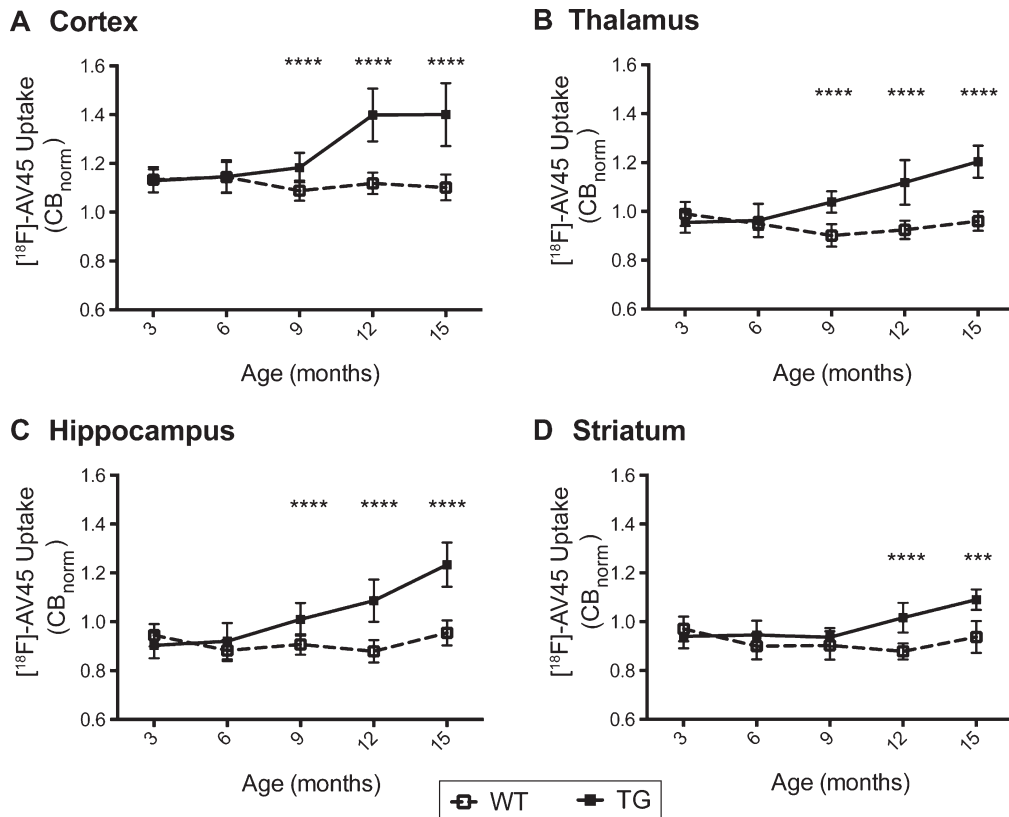 A Cortex
[¹⁸F]-AV45 Uptake
(CBnorm)
1.6
1.4
1.2
1.0
0.8
0.6
**** **** ****
3 6 9 12 15
Age (months)
B Thalamus
[¹⁸F]-AV45 Uptake
(CBnorm)
1.6
1.4
1.2
1.0
0.8
0.6
**** **** ****
3 6 9 12 15
Age (months)
C Hippocampus
[¹⁸F]-AV45 Uptake
(CBnorm)
1.6
1.4
1.2
1.0
0.8
0.6
**** **** ****
3 6 9 12 15
Age (months)
D Striatum
[¹⁸F]-AV45 Uptake
(CBnorm)
1.6
1.4
1.2
1.0
0.8
0.6
**** ***
3 6 9 12 15
Age (months)
WT TG